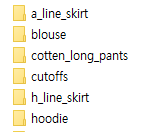 a_line_skirt
blouse
cotten_long_pants
cutoffs
h_line_skirt
hoodie